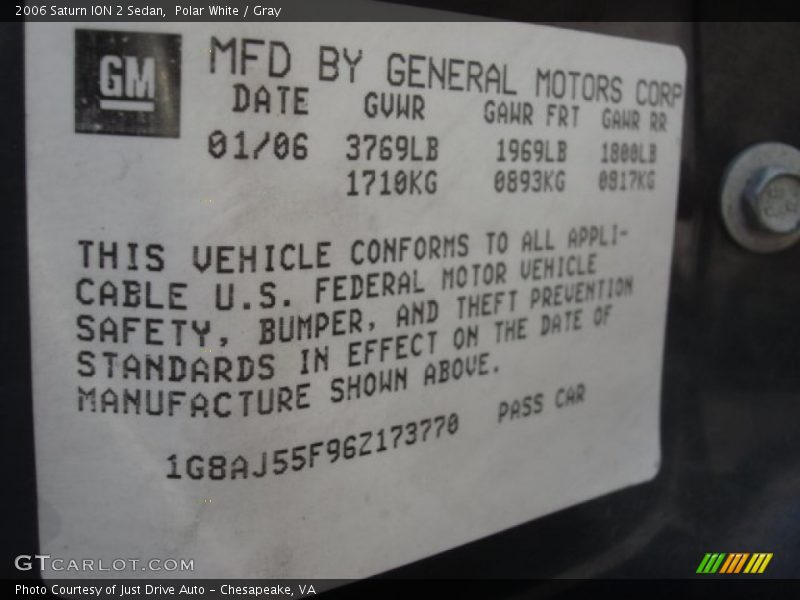 2006 Saturn ION 2 Sedan, Polar White / Gray
GM
MFD BY GENERAL MOTORS CORP
DATE GVWR GAWR FRT GAWR RR
01/06 3769LB 1969LB 1800LB
1710KG 0893KG 0817KG
THIS VEHICLE CONFORMS TO ALL APPLI-
CABLE U.S. FEDERAL MOTOR VEHICLE
SAFETY, BUMPER, AND THEFT PREVENTION
STANDARDS IN EFFECT ON THE DATE OF
MANUFACTURE SHOWN ABOVE.
1G8AJ55F96Z173770 PASS CAR
GTCARLOT.COM
Photo Courtesy of Just Drive Auto - Chesapeake, VA